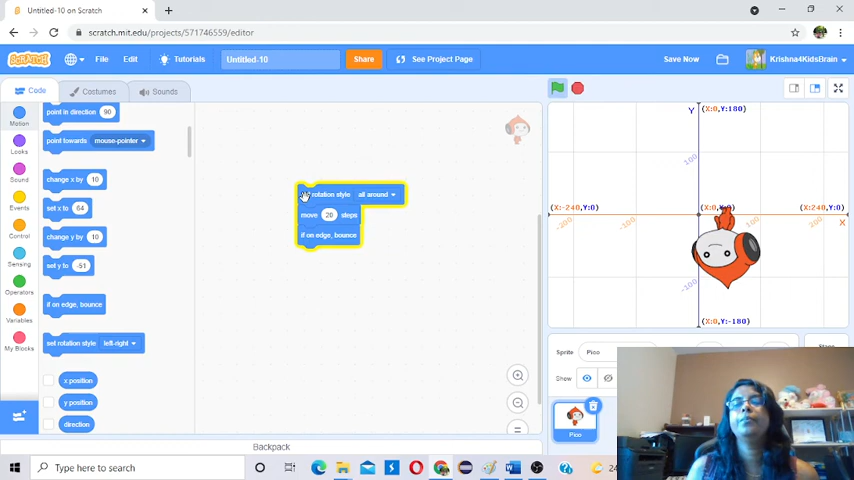 Untitled-10 on Scratch
scratch.mit.edu/projects/571746559/editor
File
Edit
Tutorials
Untitled-10
Share
See Project Page
Save Now
Krishna4KidsBrain
Code
Costumes
Sounds
Motion
Looks
Sound
Events
Control
Sensing
Operators
Variables
My Blocks
point in direction 90
point towards mouse-pointer
change x by 10
set x to 64
change y by 10
set y to -51
if on edge, bounce
set rotation style left-right
x position
y position
direction
rotation style all around
move 20 steps
if on edge, bounce
Y
(X:0,Y:180)
100
(X:-240,Y:0)
(X:0,Y:0)
(X:240,Y:0)
-200
-100
100
200
X
-100
(X:0,Y:-180)
Sprite
Pico
Show
Pico
Backpack
Type here to search